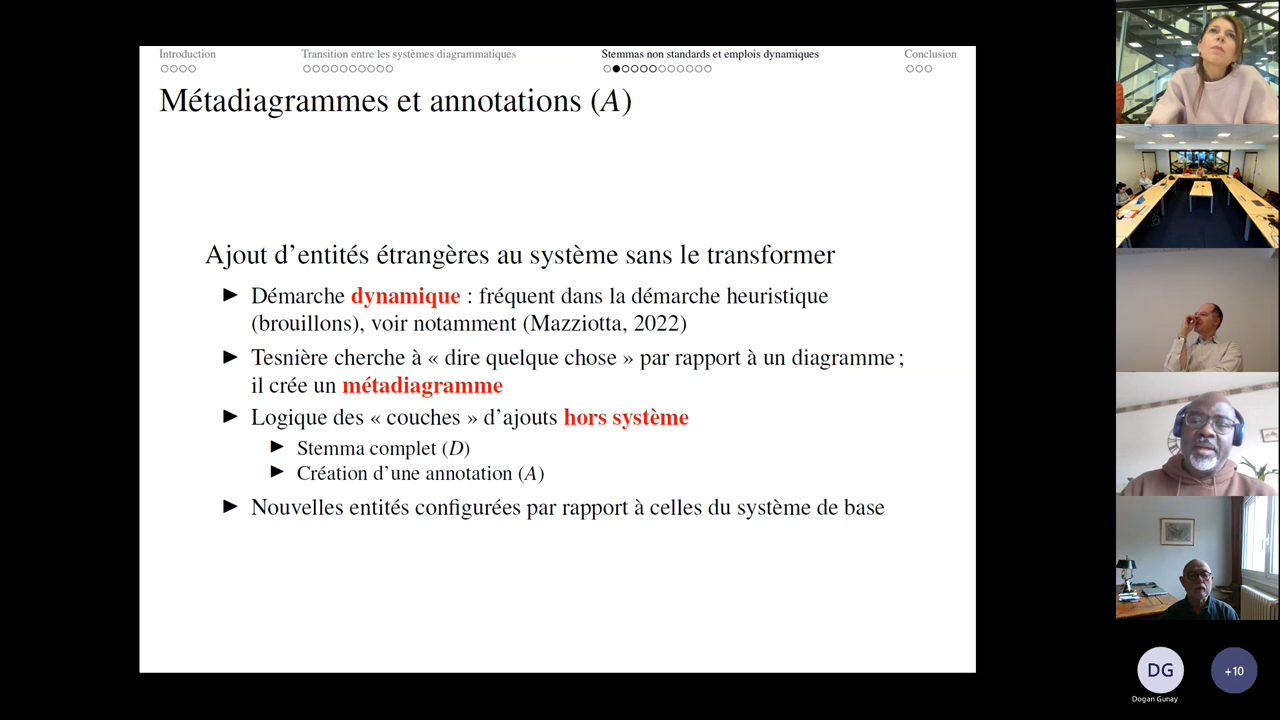 Introduction
Transition entre les systèmes diagrammatiques
Stemmas non standards et emplois dynamiques
Conclusion
Métadiagrammes et annotations (A)
Ajout d’entités étrangères au système sans le transformer
Démarche dynamique : fréquent dans la démarche heuristique
(brouillons), voir notamment (Mazziotta, 2022)
Tesnière cherche à « dire quelque chose » par rapport à un diagramme ;
il crée un métadiagramme
Logique des « couches » d’ajouts hors système
Stemma complet (D)
Création d’une annotation (A)
Nouvelles entités configurées par rapport à celles du système de base
DG
+10
Dogan Gunay